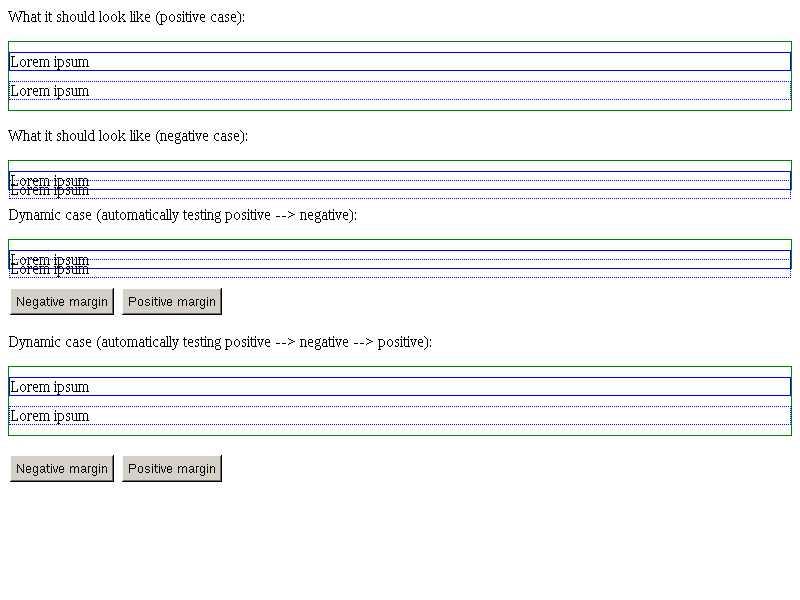 What it should look like (positive case):
Lorem ipsum
Lorem ipsum
What it should look like (negative case):
Lorem ipsum
Lorem ipsum
Dynamic case (automatically testing positive --> negative):
Lorem ipsum
Lorem ipsum
Negative margin Positive margin
Dynamic case (automatically testing positive --> negative --> positive):
Lorem ipsum
Lorem ipsum
Negative margin Positive margin